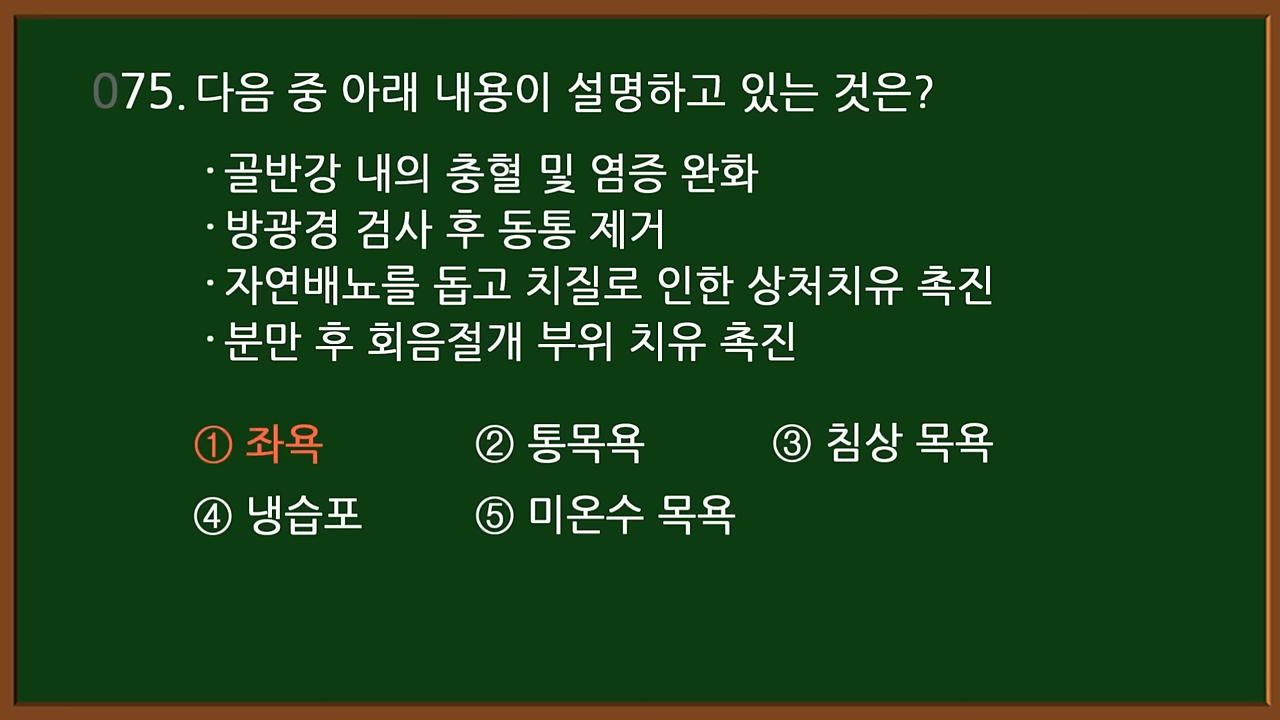 075. 다음 중 아래 내용이 설명하고 있는 것은?
· 골반강 내의 충혈 및 염증 완화
· 방광경 검사 후 동통 제거
· 자연배뇨를 돕고 치질로 인한 상처치유 촉진
· 분만 후 회음절개 부위 치유 촉진
① 좌욕 ② 통목욕 ③ 침상 목욕
④ 냉습포 ⑤ 미온수 목욕